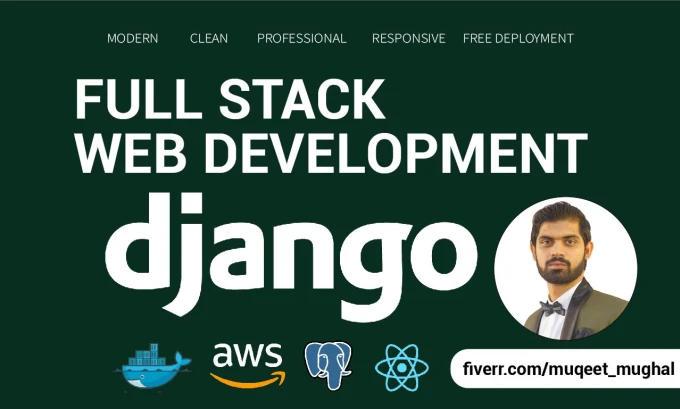 MODERN CLEAN PROFESSIONAL RESPONSIVE FREE DEPLOYMENT
FULL STACK
WEB DEVELOPMENT
django
aws
fiverr.com/muqeet_mughal